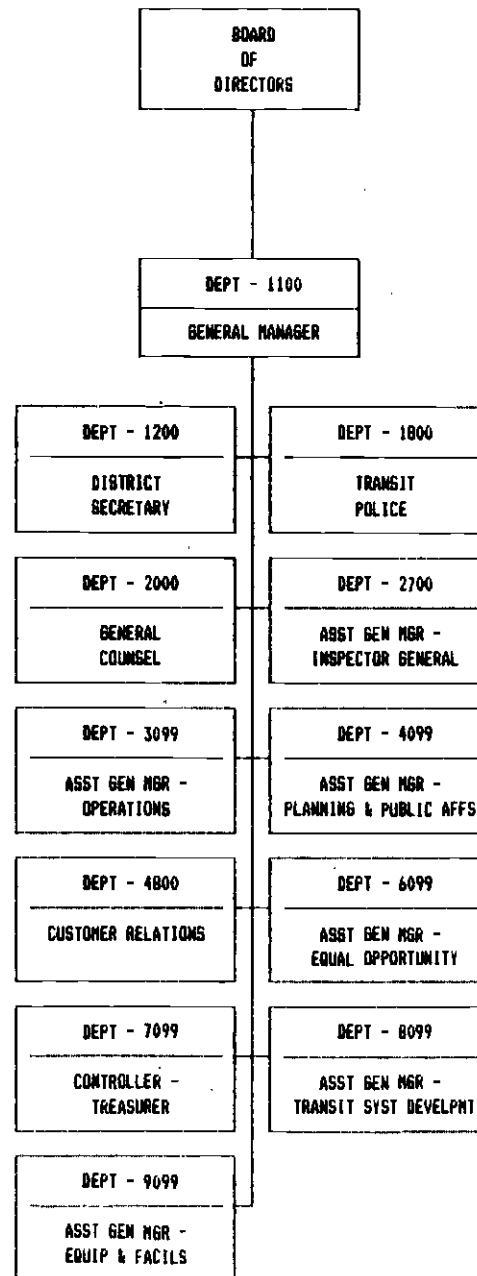 BOARD
OF
DIRECTORS
DEPT - 1100
GENERAL MANAGER
DEPT - 1200
DISTRICT
SECRETARY
DEPT - 1800
TRANSIT
POLICE
DEPT - 2000
GENERAL
COUNSEL
DEPT - 2700
ASST GEN MGR -
INSPECTOR GENERAL
DEPT - 3099
ASST GEN MGR -
OPERATIONS
DEPT - 4099
ASST GEN MGR -
PLANNING & PUBLIC AFFS
DEPT - 4800
CUSTOMER RELATIONS
DEPT - 6099
ASST GEN MGR -
EQUAL OPPORTUNITY
DEPT - 7099
CONTROLLER -
TREASURER
DEPT - 8099
ASST GEN MGR -
TRANSIT SYST DEVELPMT
DEPT - 9099
ASST GEN MGR -
EQUIP & FACILS